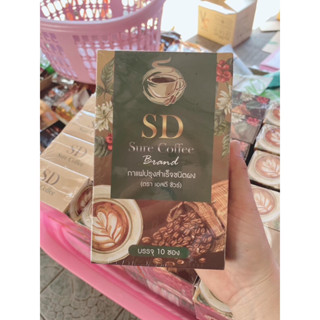 SD
Sure Coffee
Brand
กาแฟปรุงสำเร็จชนิดผง
(ตรา เอสดี ชัวร์)
บรรจุ 10 ซอง